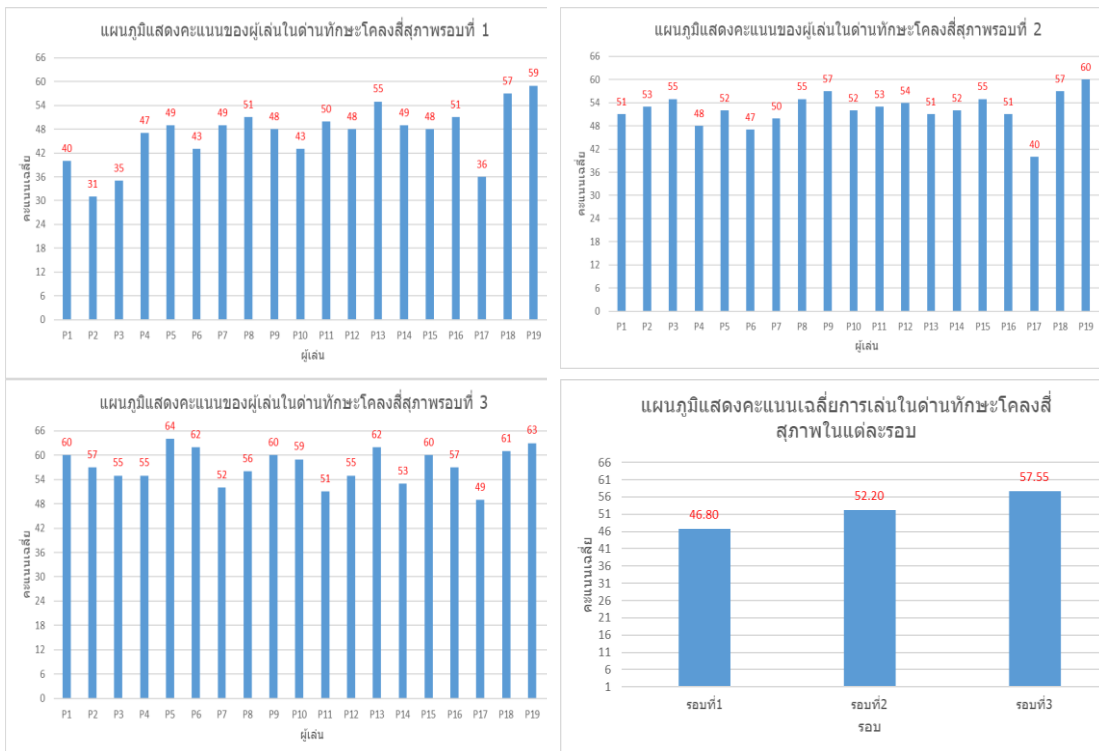 แผนภูมิแสดงคะแนนของผู้เล่นในด้านทักษะโคลงสี่สุภาพรอบที่ 1
66
60
54
48
42
36
30
24
18
12
6
0
คะแนนเฉลี่ย
40 31 35 47 49 43 49 51 48 43 50 48 55 49 48 51 36 57 59
P1 P2 P3 P4 P5 P6 P7 P8 P9 P10 P11 P12 P13 P14 P15 P16 P17 P18 P19
ผู้เล่น
แผนภูมิแสดงคะแนนของผู้เล่นในด้านทักษะโคลงสี่สุภาพรอบที่ 2
66
60
54
48
42
36
30
24
18
12
6
0
คะแนนเฉลี่ย
51 53 55 48 52 47 50 55 57 52 53 54 51 52 55 51 40 57 60
P1 P2 P3 P4 P5 P6 P7 P8 P9 P10 P11 P12 P13 P14 P15 P16 P17 P18 P19
ผู้เล่น
แผนภูมิแสดงคะแนนของผู้เล่นในด้านทักษะโคลงสี่สุภาพรอบที่ 3
66
60
54
48
42
36
30
24
18
12
6
0
คะแนนเฉลี่ย
60 57 55 55 64 62 52 56 60 59 51 55 62 53 60 57 49 61 63
P1 P2 P3 P4 P5 P6 P7 P8 P9 P10 P11 P12 P13 P14 P15 P16 P17 P18 P19
ผู้เล่น
แผนภูมิแสดงคะแนนเฉลี่ยการเล่นในด้านทักษะโคลงสี่
สุภาพในแต่ละรอบ
66
61
56
51
46
41
36
31
26
21
16
11
6
1
คะแนนเฉลี่ย
46.80 52.20 57.55
รอบที่1 รอบที่2 รอบที่3
รอบ